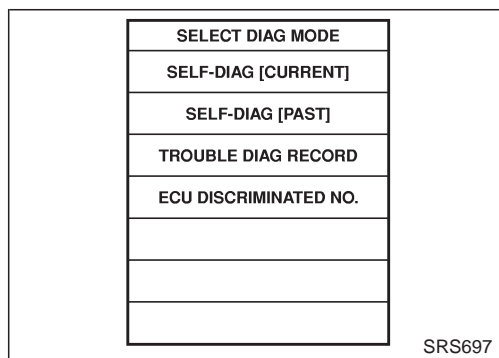 SELECT DIAG MODE
SELF-DIAG [CURRENT]
SELF-DIAG [PAST]
TROUBLE DIAG RECORD
ECU DISCRIMINATED NO.
SRS697